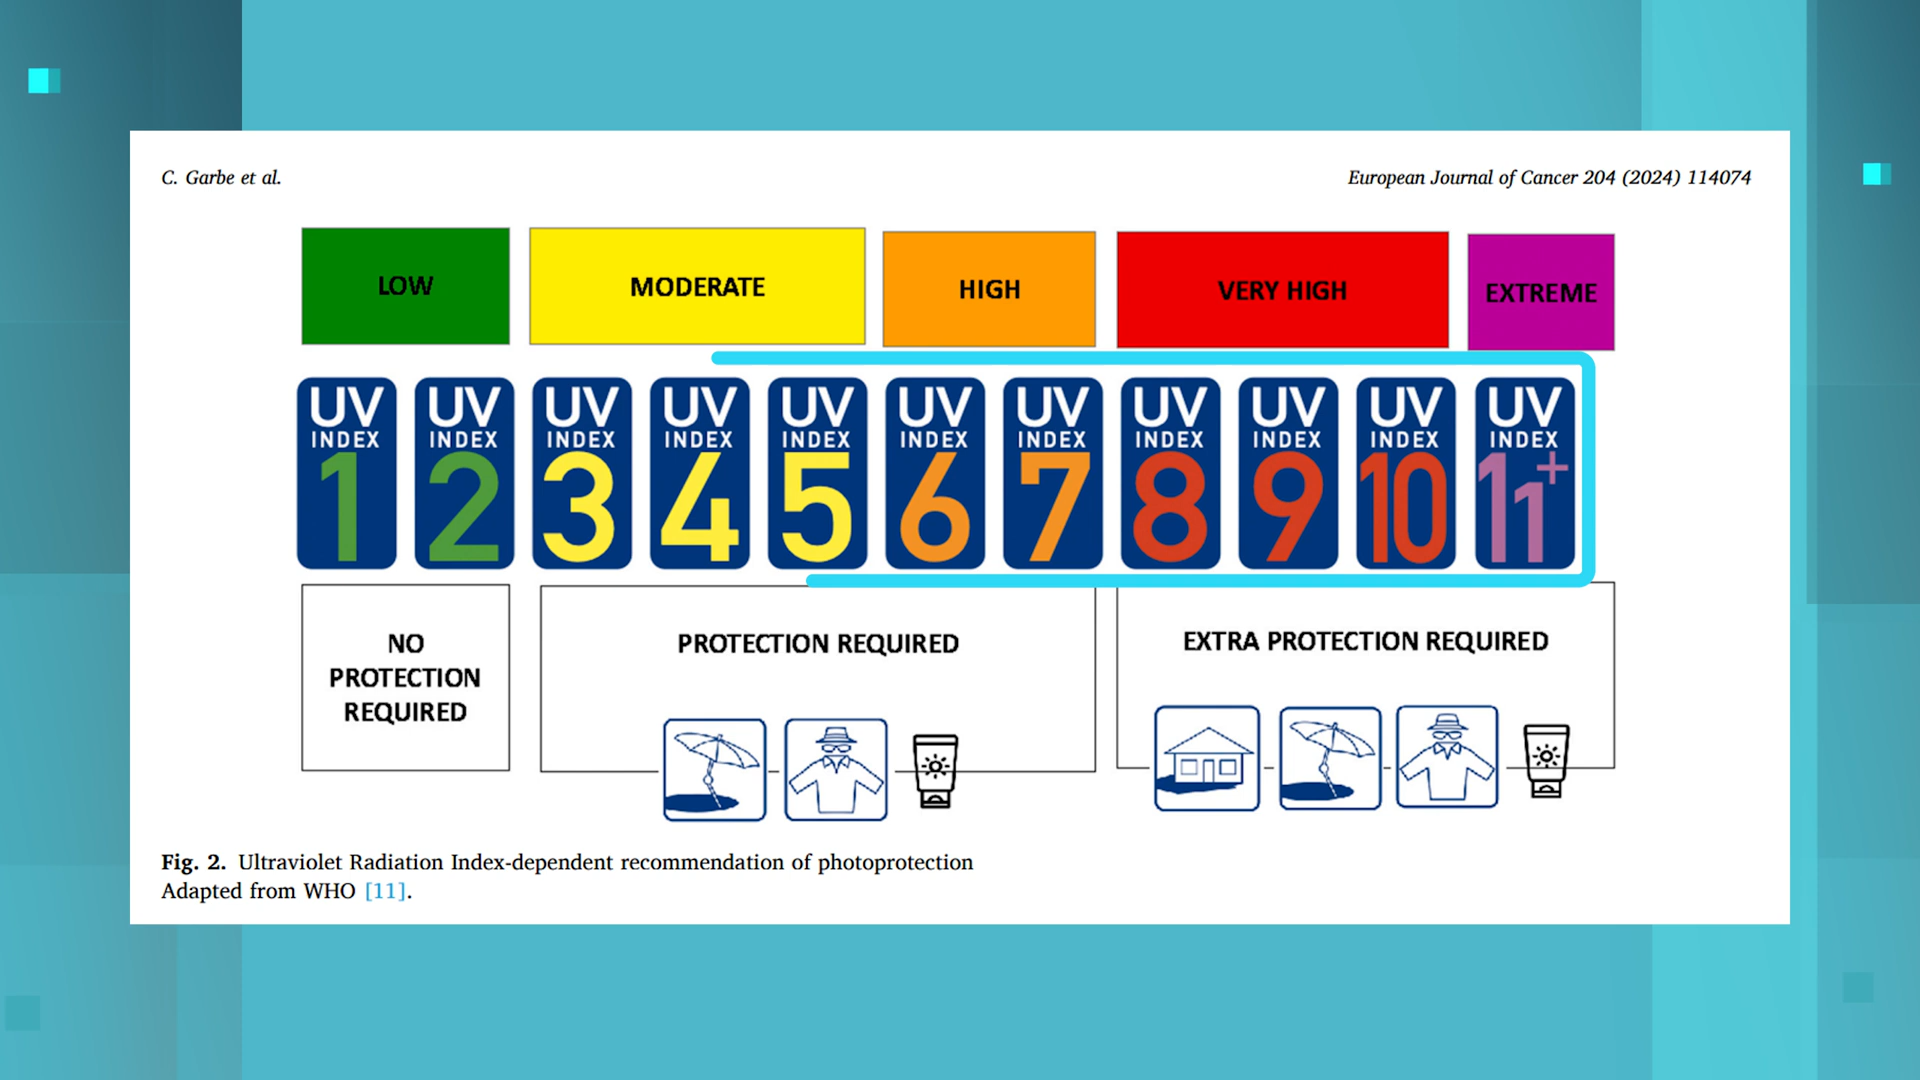 C. Garbe et al.
European Journal of Cancer 204 (2024) 114074
LOW
MODERATE
HIGH
VERY HIGH
EXTREME
UV INDEX 1
UV INDEX 2
UV INDEX 3
UV INDEX 4
UV INDEX 5
UV INDEX 6
UV INDEX 7
UV INDEX 8
UV INDEX 9
UV INDEX 10
UV INDEX 11+
NO
PROTECTION
REQUIRED
PROTECTION REQUIRED
EXTRA PROTECTION REQUIRED
Fig. 2. Ultraviolet Radiation Index-dependent recommendation of photoprotection
Adapted from WHO [11].